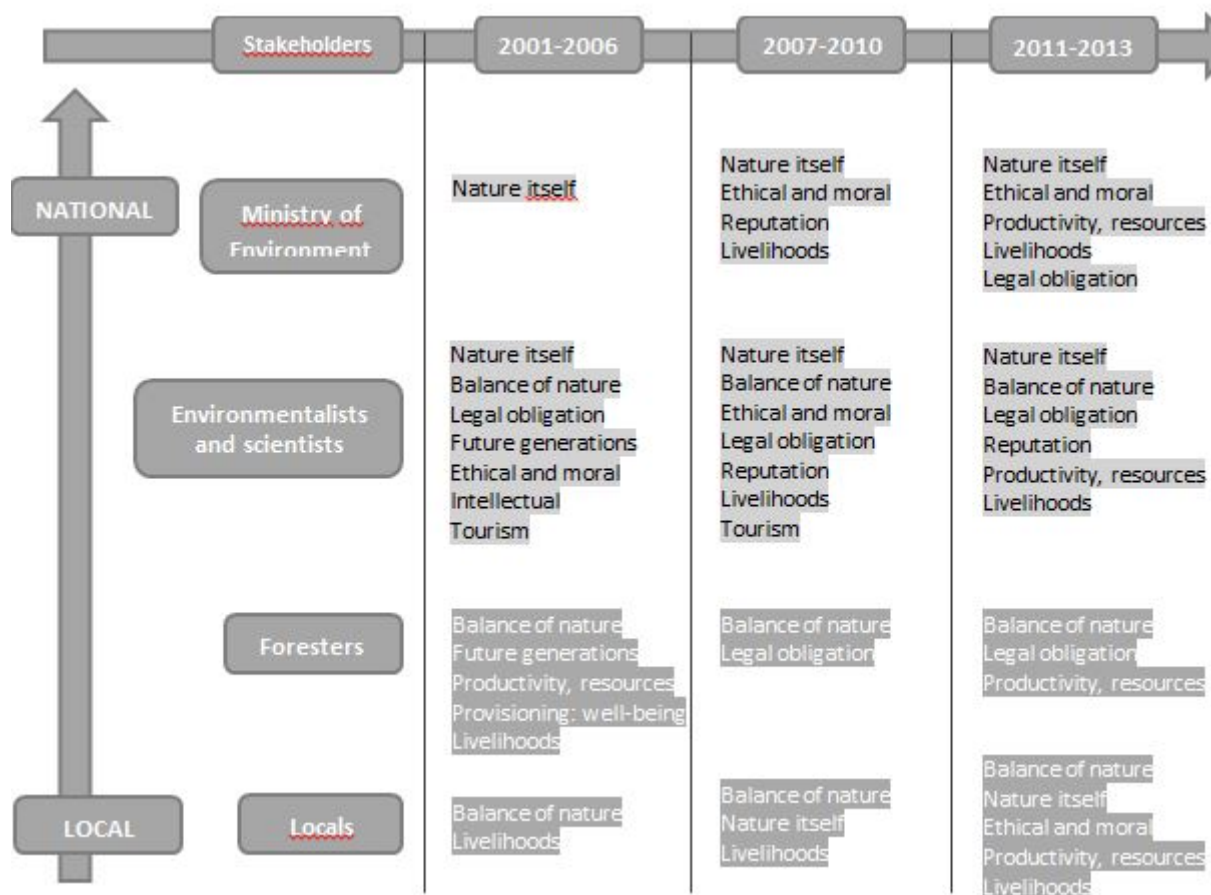 Stakeholders
2001-2006
2007-2010
2011-2013
NATIONAL
Ministry of
Environment
Nature itself
Nature itself
Ethical and moral
Reputation
Livelihoods
Nature itself
Ethical and moral
Productivity, resources
Livelihoods
Legal obligation
Environmentalists
and scientists
Nature itself
Balance of nature
Legal obligation
Future generations
Ethical and moral
Intellectual
Tourism
Nature itself
Balance of nature
Ethical and moral
Legal obligation
Reputation
Livelihoods
Tourism
Nature itself
Balance of nature
Legal obligation
Reputation
Productivity, resources
Livelihoods
Foresters
Balance of nature
Future generations
Productivity, resources
Provisioning: well-being
Livelihoods
Balance of nature
Legal obligation
Balance of nature
Legal obligation
Productivity, resources
LOCAL
Locals
Balance of nature
Livelihoods
Balance of nature
Nature itself
Livelihoods
Balance of nature
Nature itself
Ethical and moral
Productivity, resources
Livelihoods